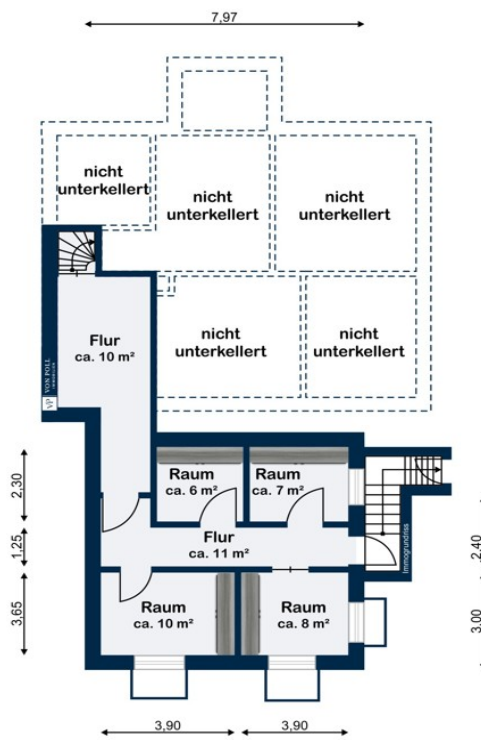 7,97
nicht
unterkellert
nicht
unterkellert
nicht
unterkellert
nicht
unterkellert
nicht
unterkellert
Flur
ca. 10 m²
VON POLL
IMMOBILIEN
VP
Raum
ca. 6 m²
Raum
ca. 7 m²
Flur
ca. 11 m²
Raum
ca. 10 m²
Raum
ca. 8 m²
Immogrundriss
2,30
1,25
3,65
2,40
3,00
3,90
3,90